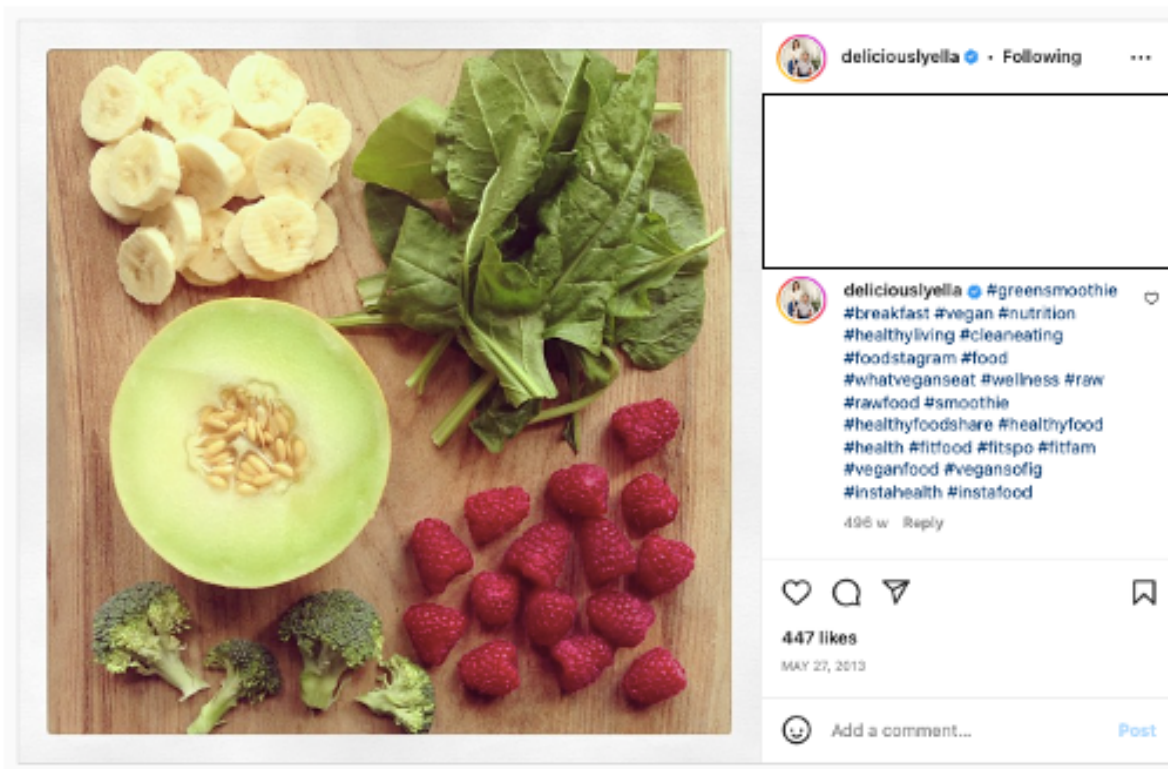 deliciouslyella • Following
deliciouslyella #greensmoothie
#breakfast #vegan #nutrition
#healthyliving #cleaneating
#foodstagram #food
#whatveganseat #wellness #raw
#rawfood #smoothie
#healthyfoodshare #healthyfood
#health #fitfood #fitspo #fitfam
#veganfood #vegansofig
#instahealth #instafood
496 w Reply
447 likes
MAY 27, 2013
Add a comment... Post